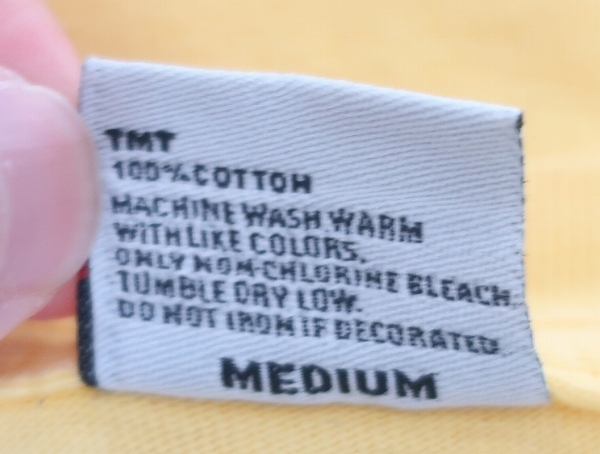 TMT
100% COTTON
MACHINE WASH WARM
WITH LIKE COLORS.
ONLY NON-CHLORINE BLEACH.
TUMBLE DRY LOW.
DO NOT IRON IF DECORATED.
MEDIUM